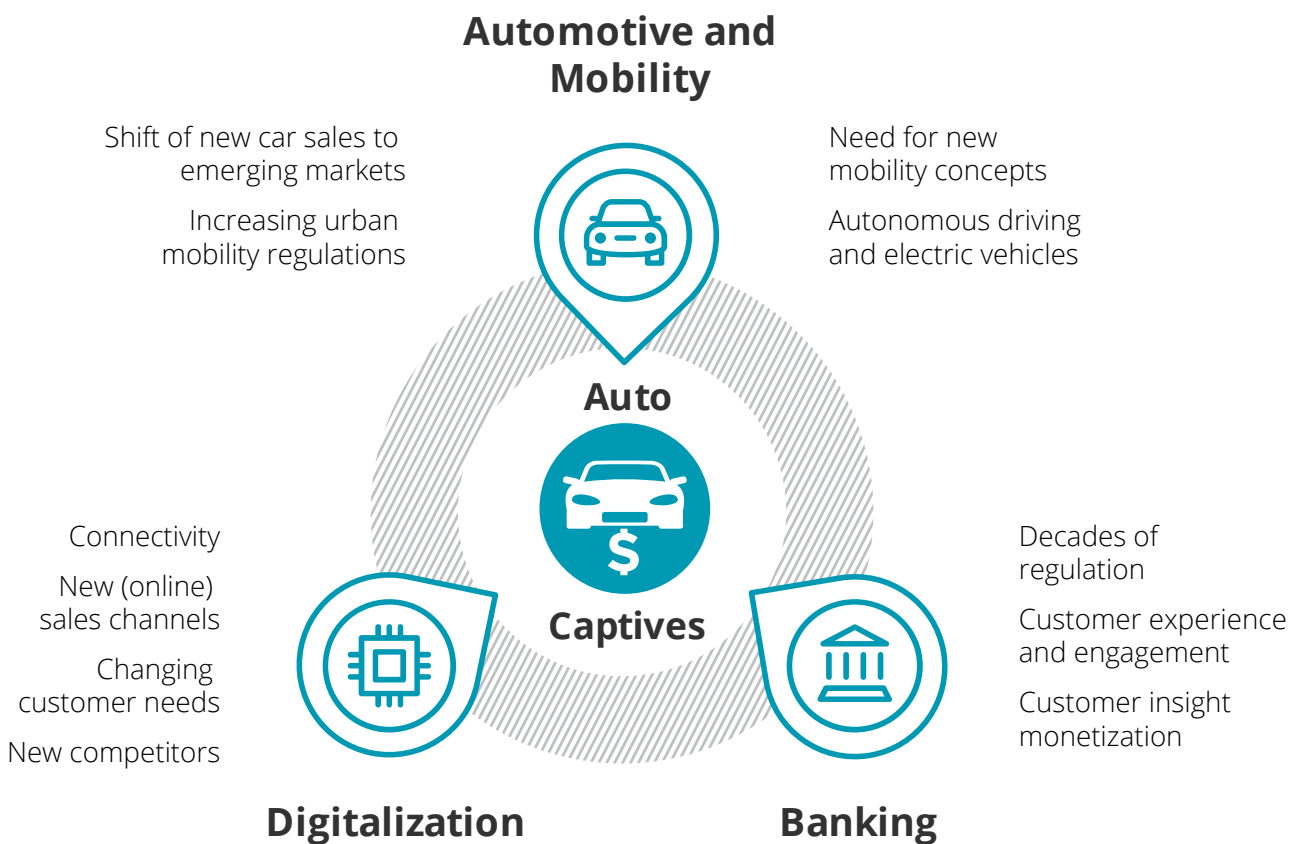 Automotive and
Mobility
Shift of new car sales to
emerging markets
Increasing urban
mobility regulations
Need for new
mobility concepts
Autonomous driving
and electric vehicles
Auto
$
Captives
Connectivity
New (online)
sales channels
Changing
customer needs
New competitors
Digitalization
Decades of
regulation
Customer experience
and engagement
Customer insight
monetization
Banking